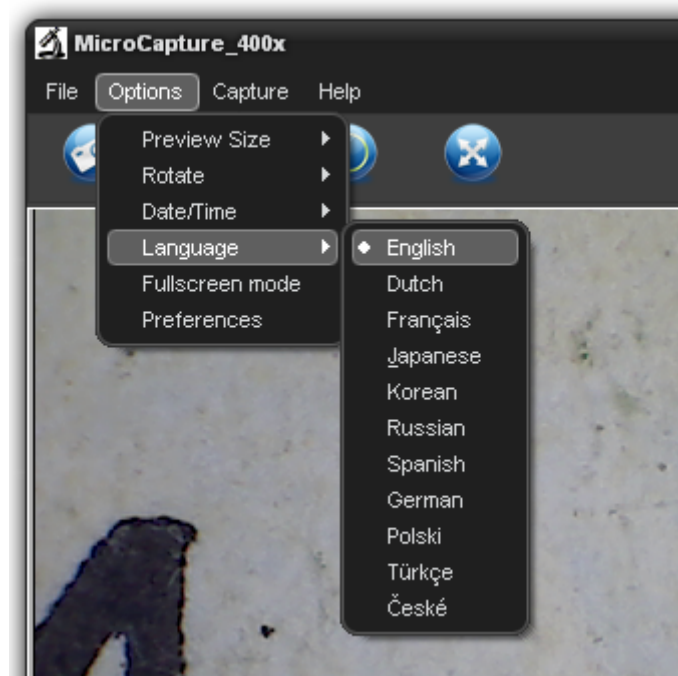 MicroCapture_400x
File Options Capture Help
Preview Size
Rotate
Date/Time
Language
Fullscreen mode
Preferences
English
Dutch
Français
Japanese
Korean
Russian
Spanish
German
Polski
Türkçe
České